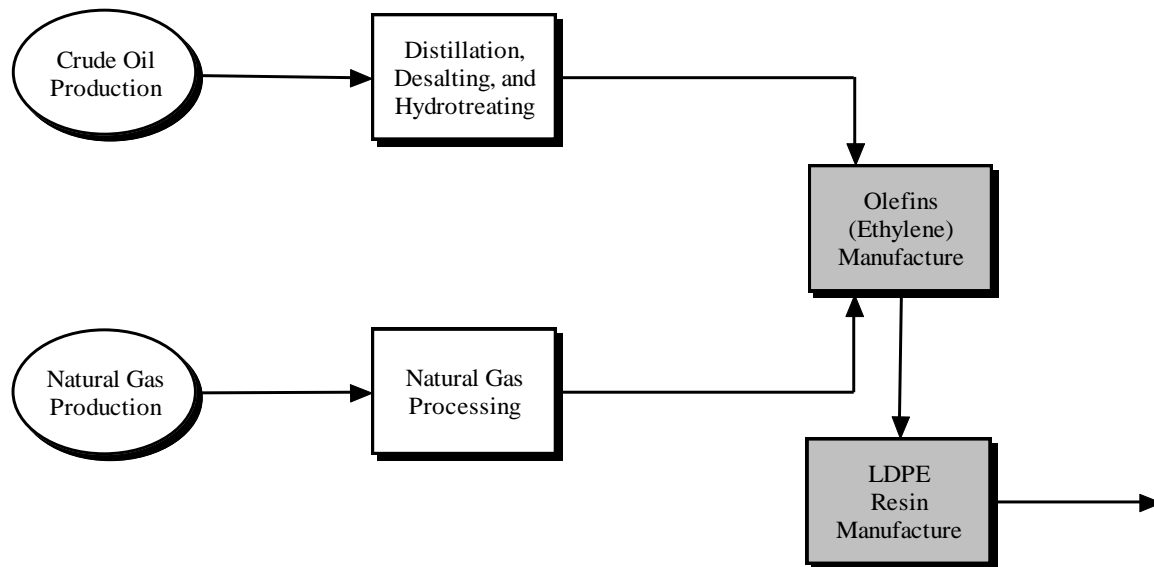 Crude Oil
Production
Distillation,
Desalting, and
Hydrotreating
Olefins
(Ethylene)
Manufacture
Natural Gas
Production
Natural Gas
Processing
LDPE
Resin
Manufacture